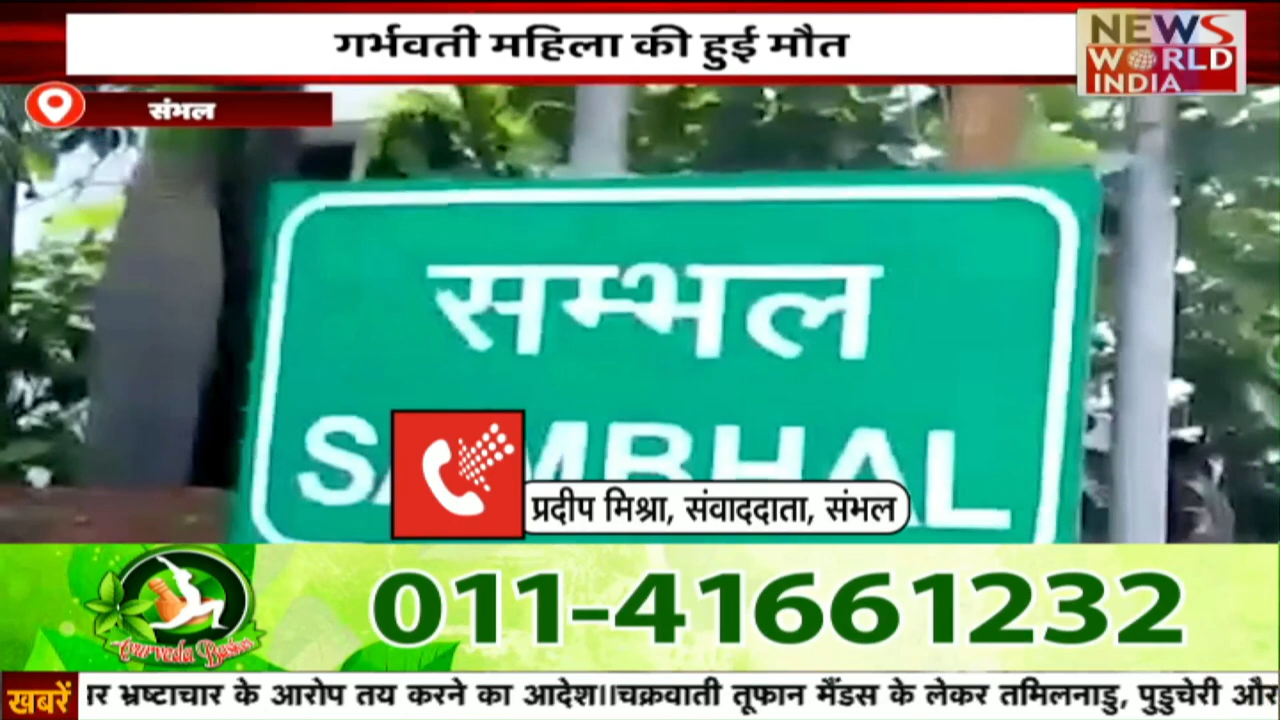 गर्भवती महिला की हुई मौत
NEWS
WORLD
INDIA
संभल
सम्भल
SAMBHAL
प्रदीप मिश्रा, संवाददाता, संभल
011-41661232
Ayurveda
खबरें
पर भ्रष्टाचार के आरोप तय करने का आदेश।।चक्रवाती तूफान मैंडस के लेकर तमिलनाडु, पुडुचेरी और